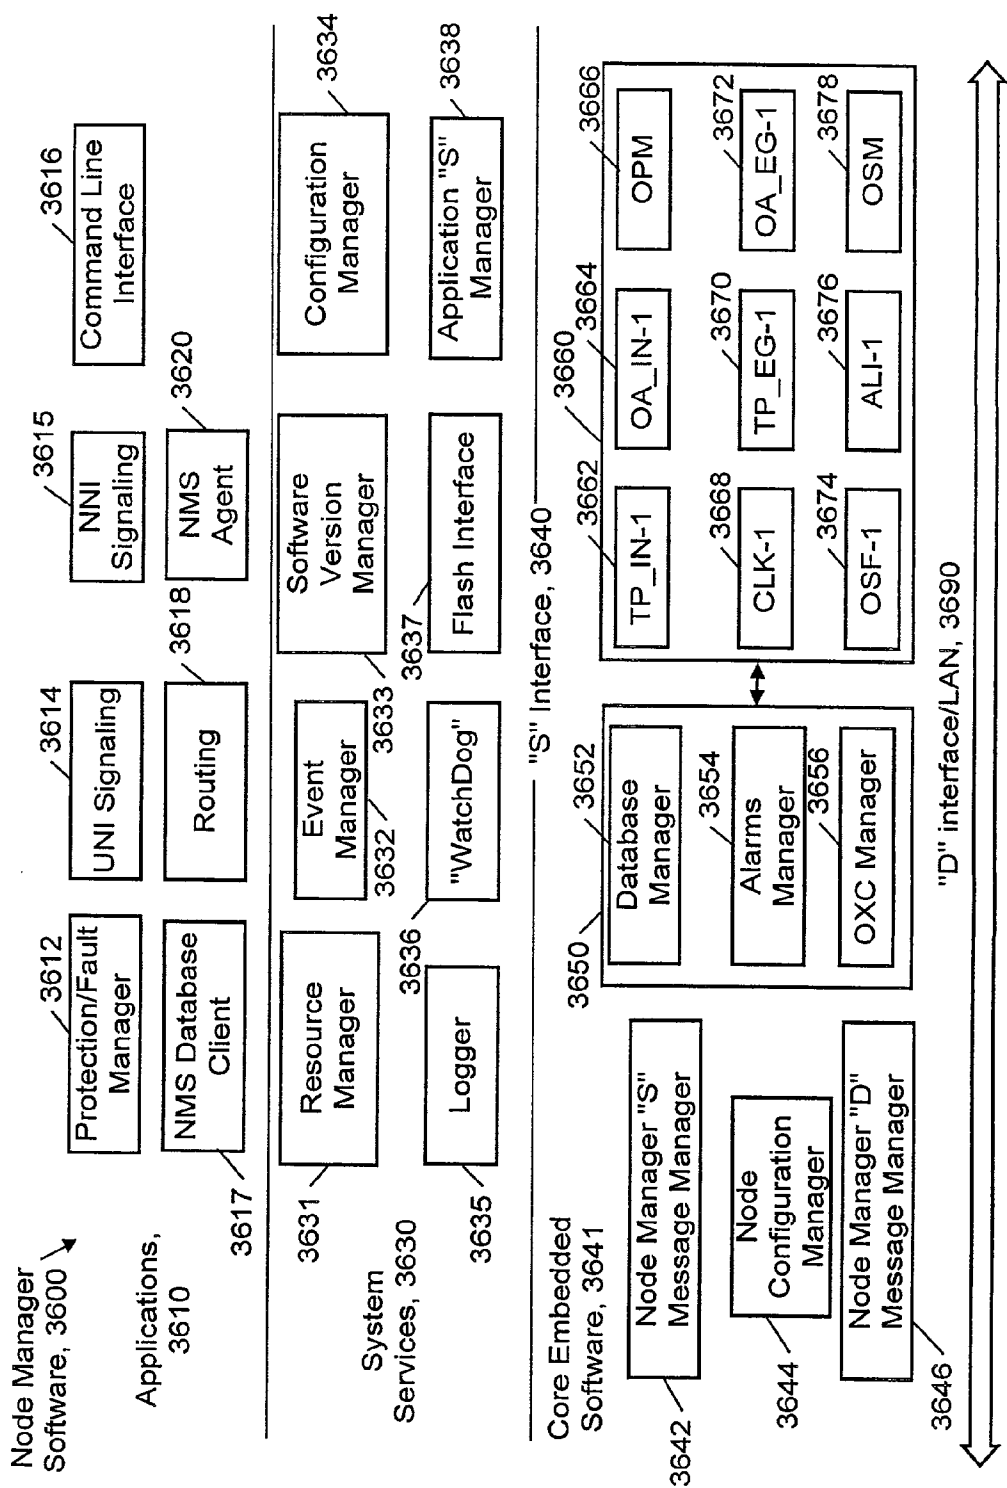 Node Manager
Software, 3600
Applications,
3610
3612
Protection/Fault
Manager
3614
UNI Signaling
3615
NNI
Signaling
3616
Command Line
Interface
3617
NMS Database
Client
3618
Routing
3620
NMS
Agent
System
Services, 3630
3631
Resource
Manager
Event
Manager
3632
Software
Version
Manager
3633
Configuration
Manager
3634
3635
Logger
3636
"WatchDog"
3637
Flash Interface
Application "S"
Manager
3638
"S" Interface, 3640
Core Embedded
Software, 3641
3642
Node Manager "S"
Message Manager
3644
Node
Configuration
Manager
3646
Node Manager "D"
Message Manager
3650
Database
Manager
3652
Alarms
Manager
3654
OXC Manager
3656
3660
TP_IN-1
3662
OA_IN-1
3664
OPM
3666
CLK-1
3668
TP_EG-1
3670
OA_EG-1
3672
OSF-1
3674
ALI-1
3676
OSM
3678
"D" interface/LAN, 3690